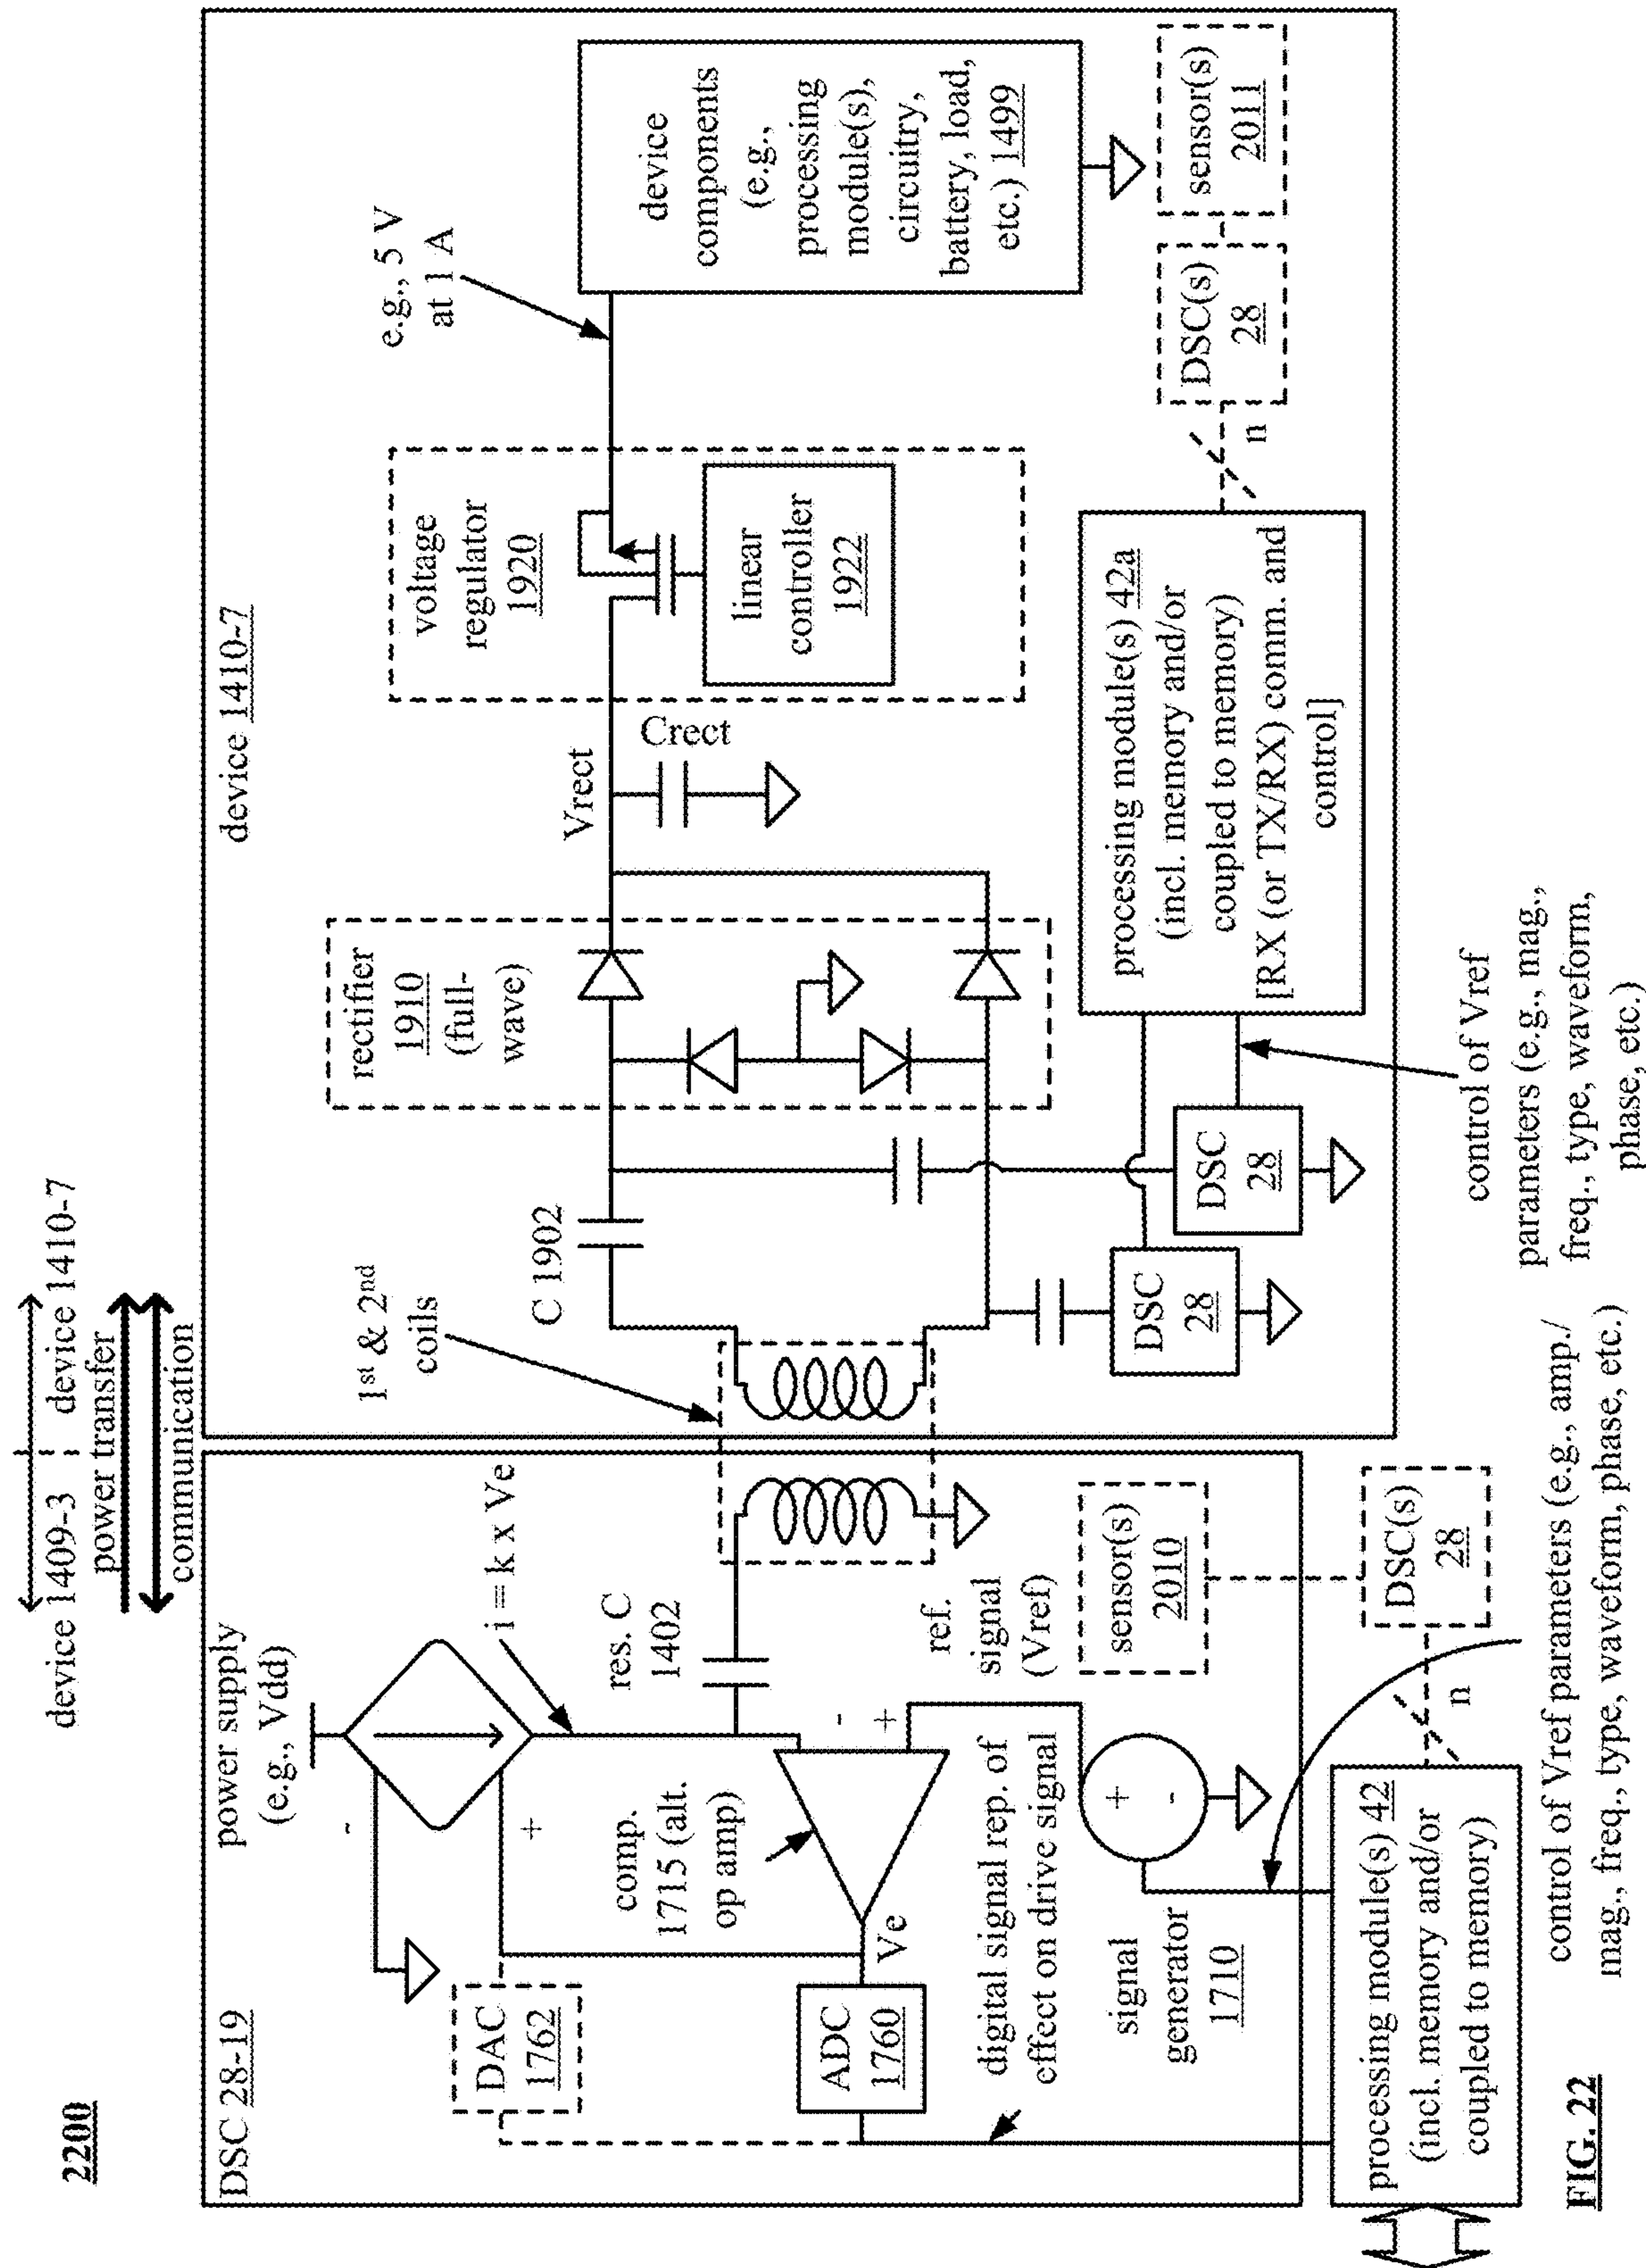 2200
device 1409-3
device 1410-7
power transfer
communication
DSC 28-19
power supply
(e.g., Vdd)
-
+
i = k x Ve
DAC
1762
comp.
1715 (alt.
op amp)
res. C
1402
-
+
Ve
ADC
1760
ref.
signal
(Vref)
digital signal rep. of
effect on drive signal
signal
generator
1710
+
-
sensor(s)
2010
DSC(s)
28
n
processing module(s) 42
(incl. memory and/or
coupled to memory)
control of Vref parameters (e.g., amp./
mag., freq., type, waveform, phase, etc.)
device 1410-7
1st & 2nd
coils
C 1902
rectifier
1910
(full-
wave)
Vrect
Crect
voltage
regulator
1920
linear
controller
1922
e.g., 5 V
at 1 A
device
components
(e.g.,
processing
module(s),
circuitry,
battery, load,
etc.) 1499
DSC
28
DSC
28
processing module(s) 42a
(incl. memory and/or
coupled to memory)
[RX (or TX/RX) comm. and
control]
n
DSC(s)
28
sensor(s)
2011
control of Vref
parameters (e.g., mag.,
freq., type, waveform,
phase, etc.)
FIG. 22